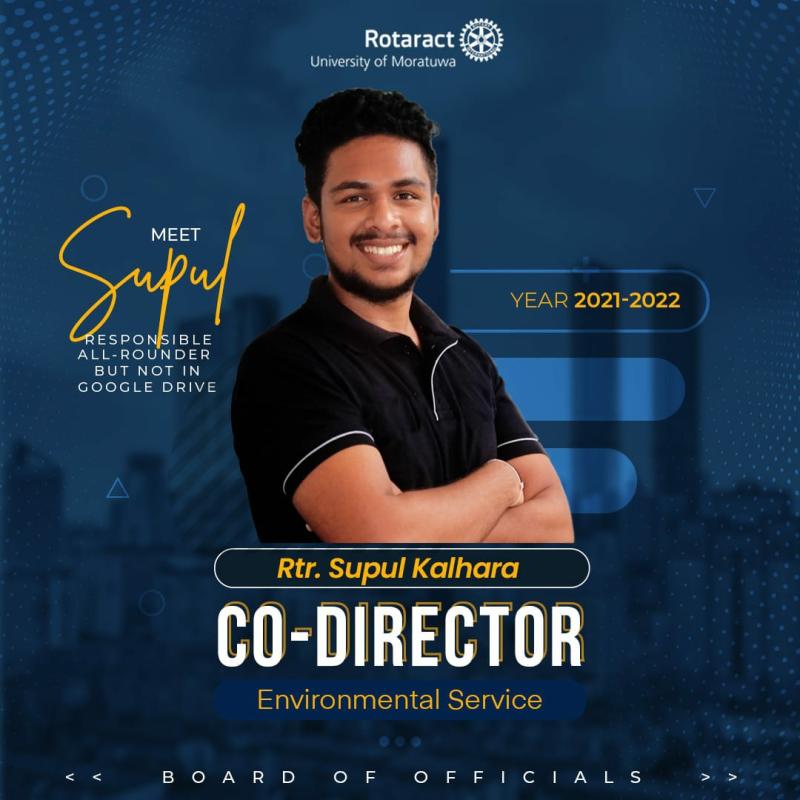 Rotaract
University of Moratuwa
MEET
Supul
RESPONSIBLE
ALL-ROUNDER
BUT NOT IN
GOOGLE DRIVE
YEAR 2021-2022
Rtr. Supul Kalhara
CO-DIRECTOR
Environmental Service
<< BOARD OF OFFICIALS >>